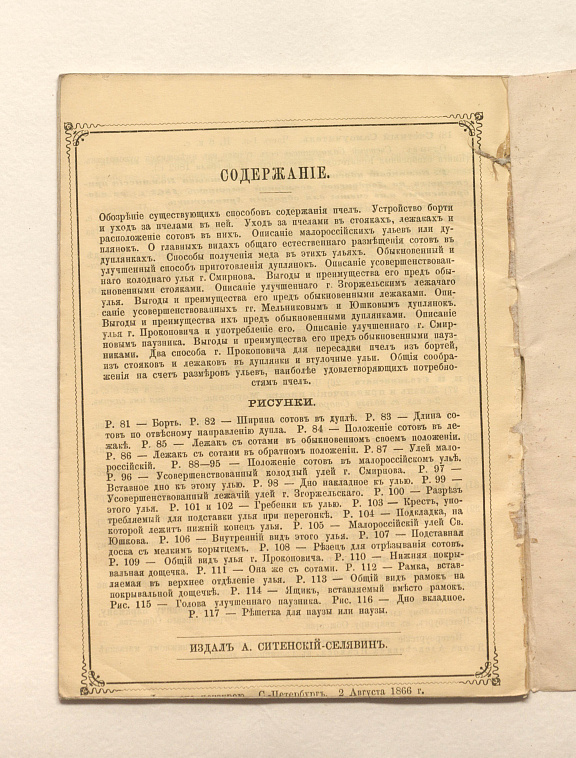 СОДЕРЖАНІЕ.
Обозрѣніе существующихъ способовъ содержанія пчелъ. Устройство борти
и уходъ за пчелами въ ней. Уходъ за пчелами въ стоякахъ, лежакахъ и
расположеніе сотовъ въ нихъ. Описаніе малороссійскихъ ульевъ или ду-
плянокъ. О главныхъ видахъ общаго естественнаго размѣщенія сотовъ въ
дуплянкахъ. Способы полученія меда въ этихъ ульяхъ. Обыкновенный и
улучшенный способъ приготовленія дуплянокъ. Описаніе усовершенствован-
наго колоднаго улья г. Смирнова. Выгоды и преимущества его предъ обы-
кновенными стояками. Описаніе улучшеннаго г. Згоржельскимъ лежачаго
улья. Выгоды и преимущества его предъ обыкновенными лежаками. Опи-
саніе усовершенствованныхъ гг. Мельниковымъ и Юшковымъ дуплянокъ.
Выгоды и преимущества ихъ предъ обыкновенными дуплянками. Описаніе
улья г. Прокоповича и употребленіе его. Описаніе улучшеннаго г. Смир-
новымъ паузника. Выгоды и преимущества его предъ обыкновенными пауз-
никами. Два способа г. Прокоповича для пересадки пчелъ изъ бортей,
изъ стояковъ и лежаковъ въ дуплянки и втулочные ульи. Общія сообра-
женія на счетъ размѣровъ ульевъ, наиболѣе удовлетворяющихъ потребно-
стямъ пчелъ.
РИСУНКИ.
Р. 81 — Борть. Р. 82 — Ширина сотовъ въ дуплѣ. Р. 83 — Длина со-
товъ по отвѣсному направленію дупла. Р. 84 — Положеніе сотовъ въ ле-
жакѣ. Р. 85 — Лежакъ съ сотами въ обыкновенномъ своемъ положеніи.
Р. 86 — Лежакъ съ сотами въ обратномъ положеніи. Р. 87 — Улей мало-
россійскій. Р. 88—95 — Положеніе сотовъ въ малороссійскомъ ульѣ.
Р. 96 — Усовершенствованный колодный улей г. Смирнова. Р. 97 —
Вставное дно къ этому улью. Р. 98 — Дно накладное къ улью. Р. 99 —
Усовершенствованный лежачій улей г. Згоржельскаго. Р. 100 — Разрѣзъ
этого улья. Р. 101 и 102 — Гребенки къ улью. Р. 103 — Крестъ, упо-
требляемый для подставки улья при перегонкѣ. Р. 104 — Подкладка, на
которой лежитъ нижній конецъ улья. Р. 105 — Малороссійскій улей Св.
Юшкова. Р. 106 — Внутренній видъ этого улья. Р. 107 — Подставная
доска съ мелкимъ корытцемъ. Р. 108 — Рѣзецъ для отрѣзыванія сотовъ.
Р. 109 — Общій видъ улья г. Прокоповича. Р. 110 — Нижняя покры-
вальная дощечка. Р. 111 — Она же съ сотами. Р. 112 — Рамка, встав-
ляемая въ верхнее отдѣленіе улья. Р. 113 — Общій видъ рамокъ на
покрывальной дощечкѣ. Р. 114 — Ящикъ, вставляемый вмѣсто рамокъ.
Рис. 115 — Голова улучшеннаго паузника. Рис. 116 — Дно вкладное.
Р. 117 — Рѣшетка для паузы или паузы.
ИЗДАЛЪ А. СИТЕНСКІЙ-СЕЛЯВИНЪ.
С.-Петербургъ. 2 Августа 1866 г.